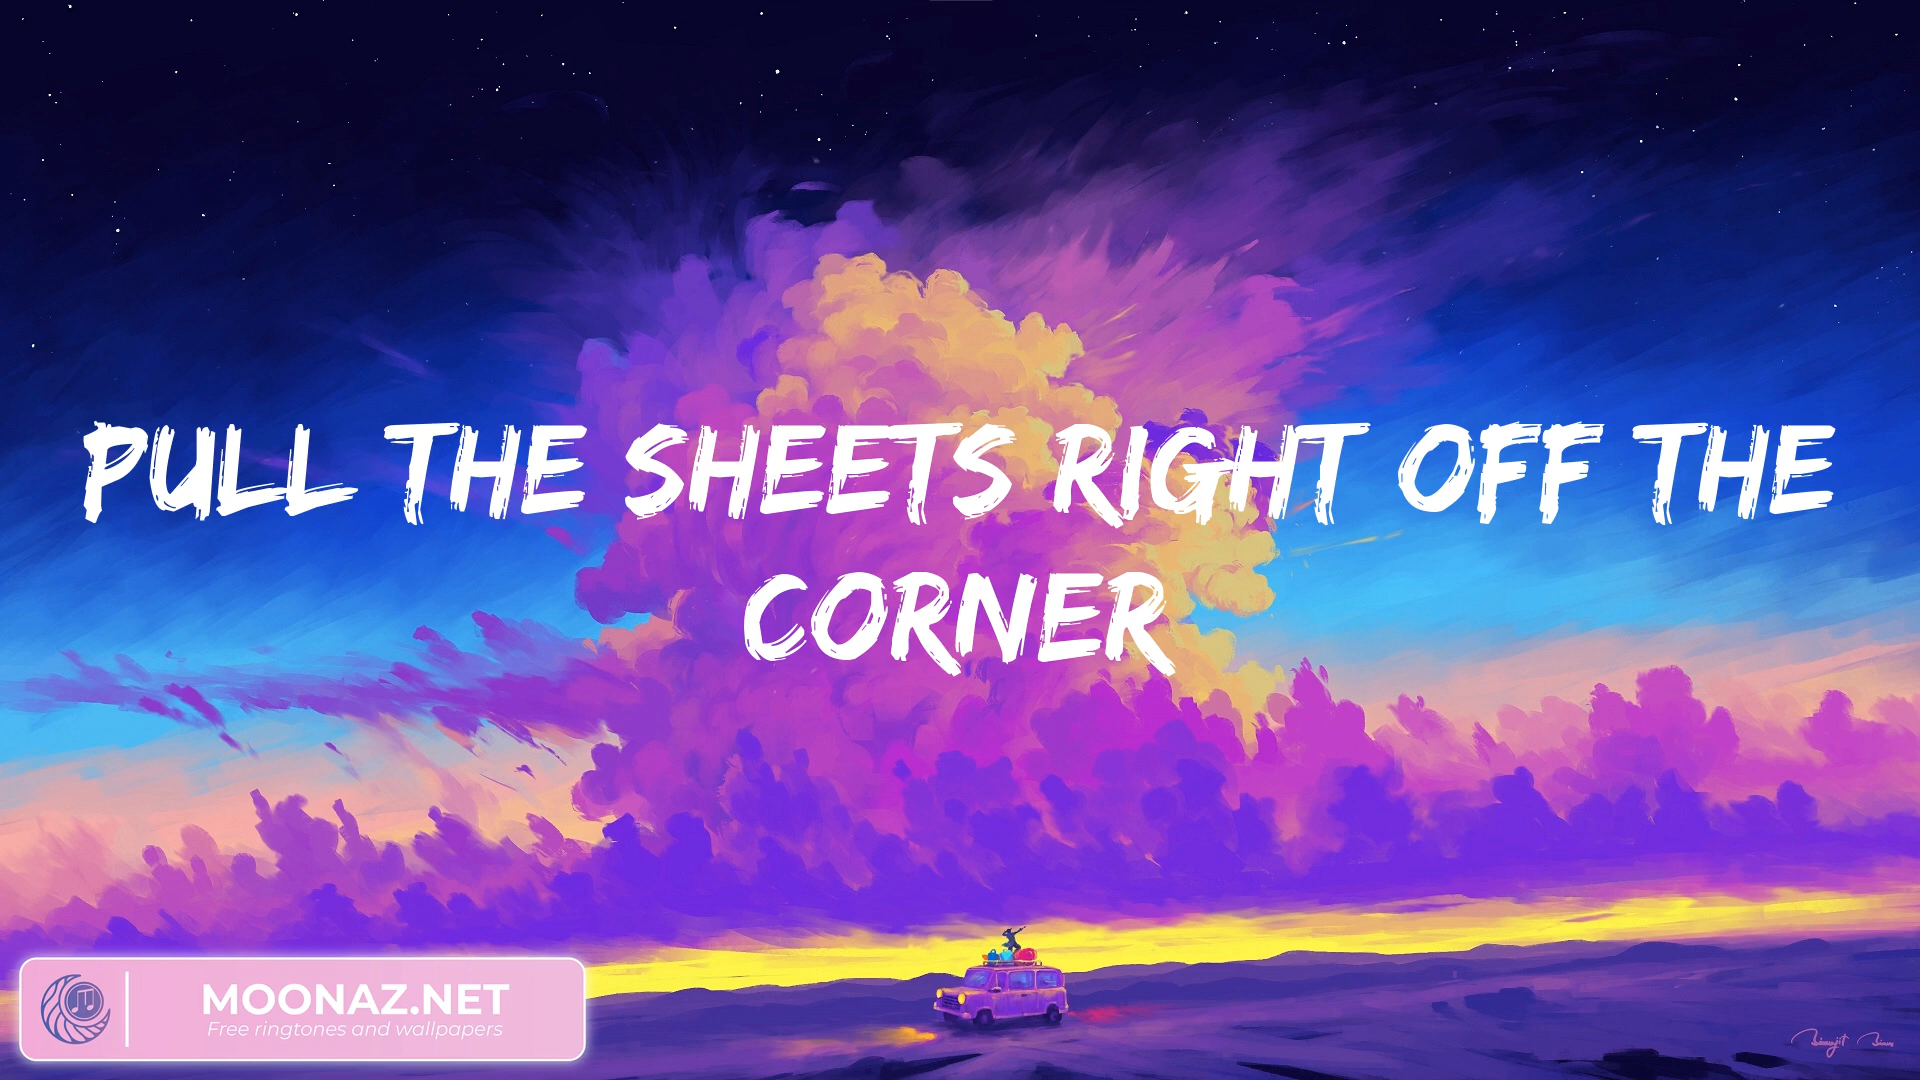 PULL THE SHEETS RIGHT OFF THE
CORNER
MOONAZ.NET
Free ringtones and wallpapers